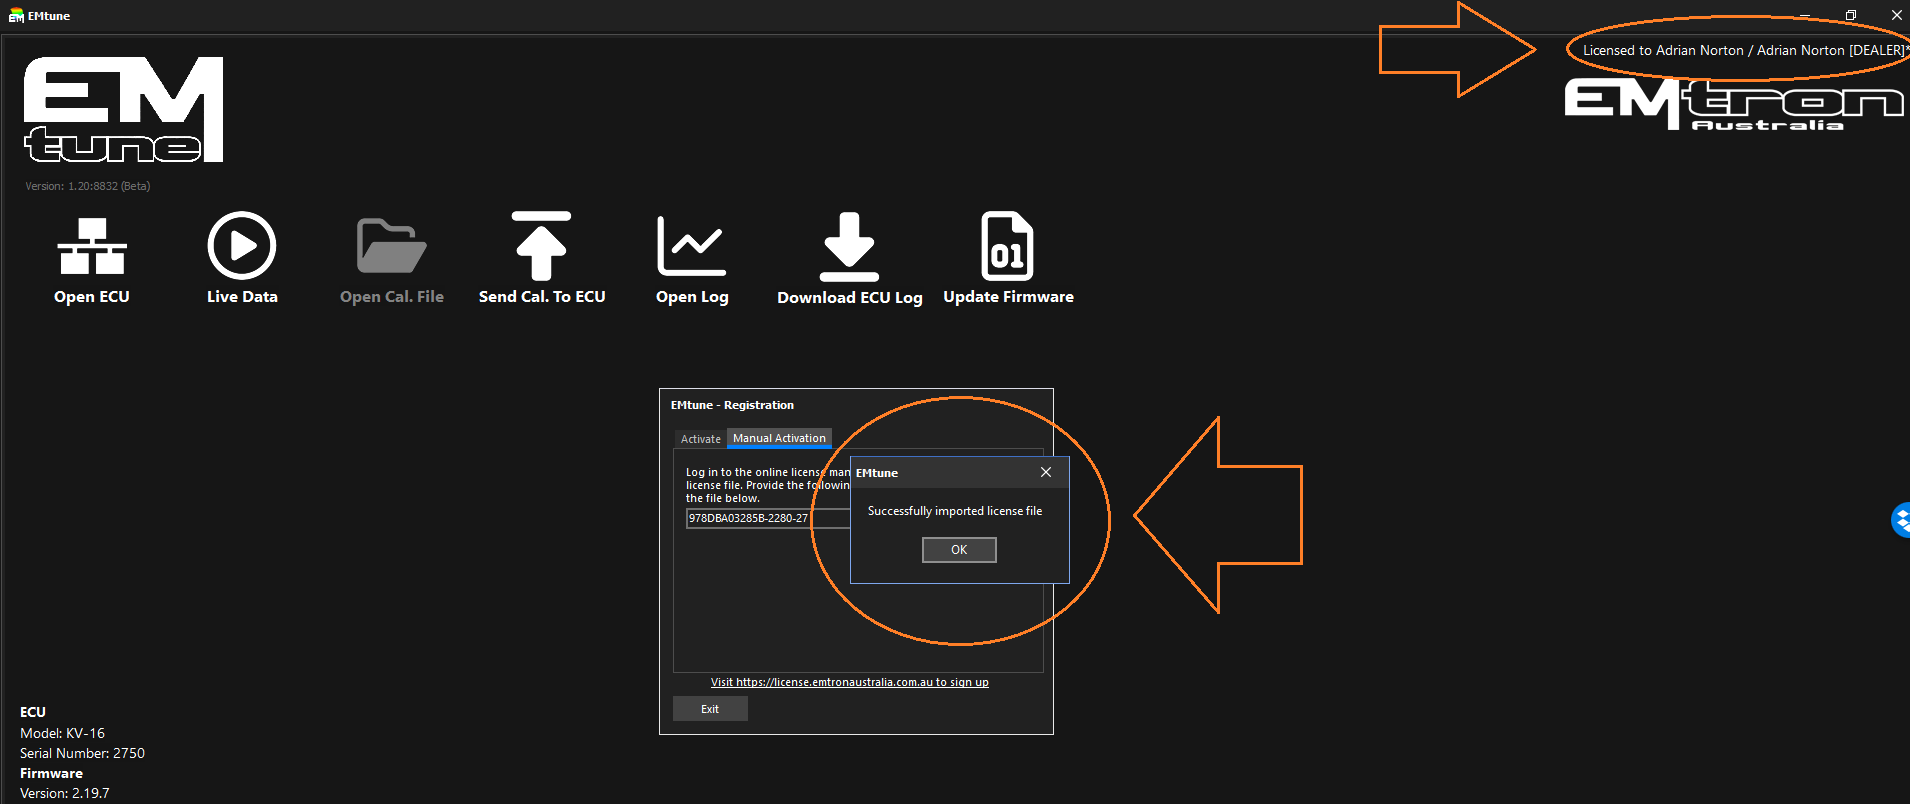 EMtune
Licensed to Adrian Norton / Adrian Norton [DEALER]*
EM
tune
EMtron
Australia
Version: 1.20:8832 (Beta)
01
Open ECU
Live Data
Open Cal. File
Send Cal. To ECU
Open Log
Download ECU Log
Update Firmware
EMtune - Registration
Activate
Manual Activation
Log in to the online license man
license file. Provide the followin
the file below.
978DBA03285B-2280-27
EMtune
Successfully imported license file
OK
Visit https://license.emtronaustralia.com.au to sign up
Exit
ECU
Model: KV-16
Serial Number: 2750
Firmware
Version: 2.19.7